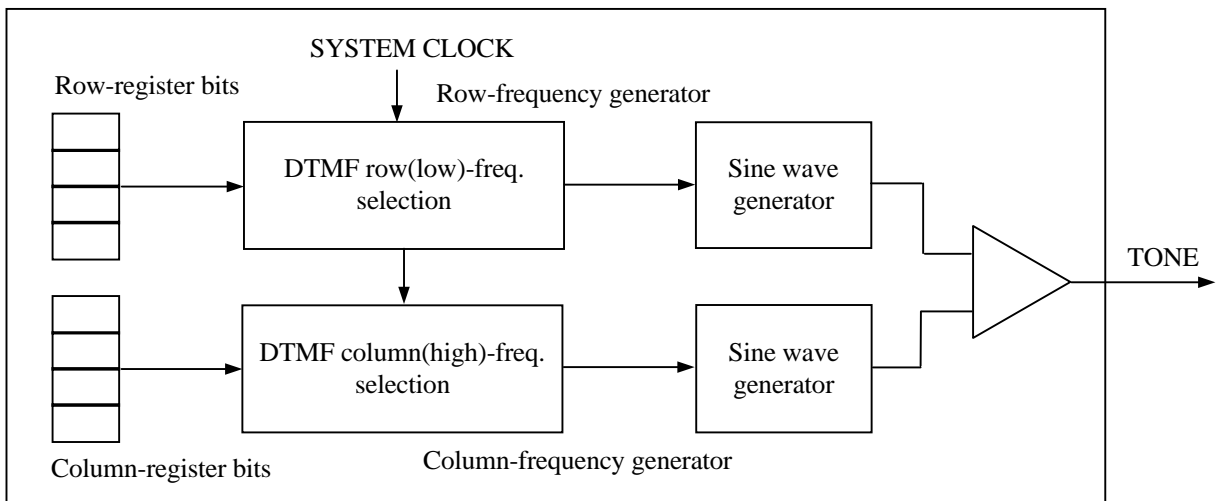 SYSTEM CLOCK
Row-register bits
Row-frequency generator
DTMF row(low)-freq.
selection
Sine wave
generator
TONE
DTMF column(high)-freq.
selection
Sine wave
generator
Column-register bits
Column-frequency generator